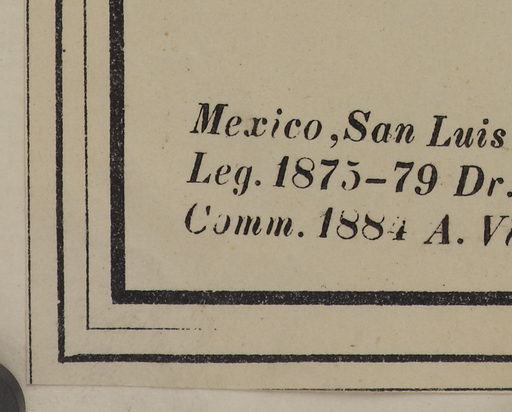 Mexico, San Luis
Leg. 1875-79 Dr.
Comm. 1884 A.